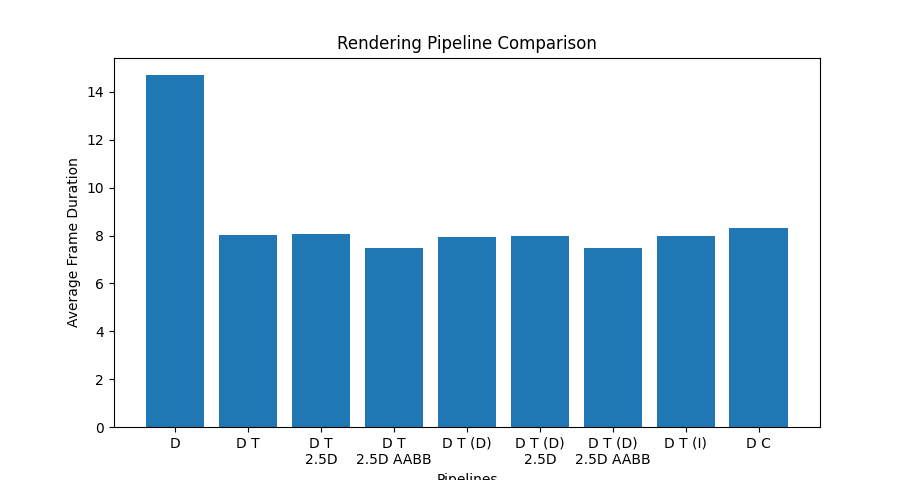 Rendering Pipeline Comparison
Average Frame Duration
14
12
10
8
6
4
2
0
D
D T
D T
2.5D
D T
2.5D AABB
D T (D)
D T (D)
2.5D
D T (D)
2.5D AABB
D T (I)
D C
Pipelines